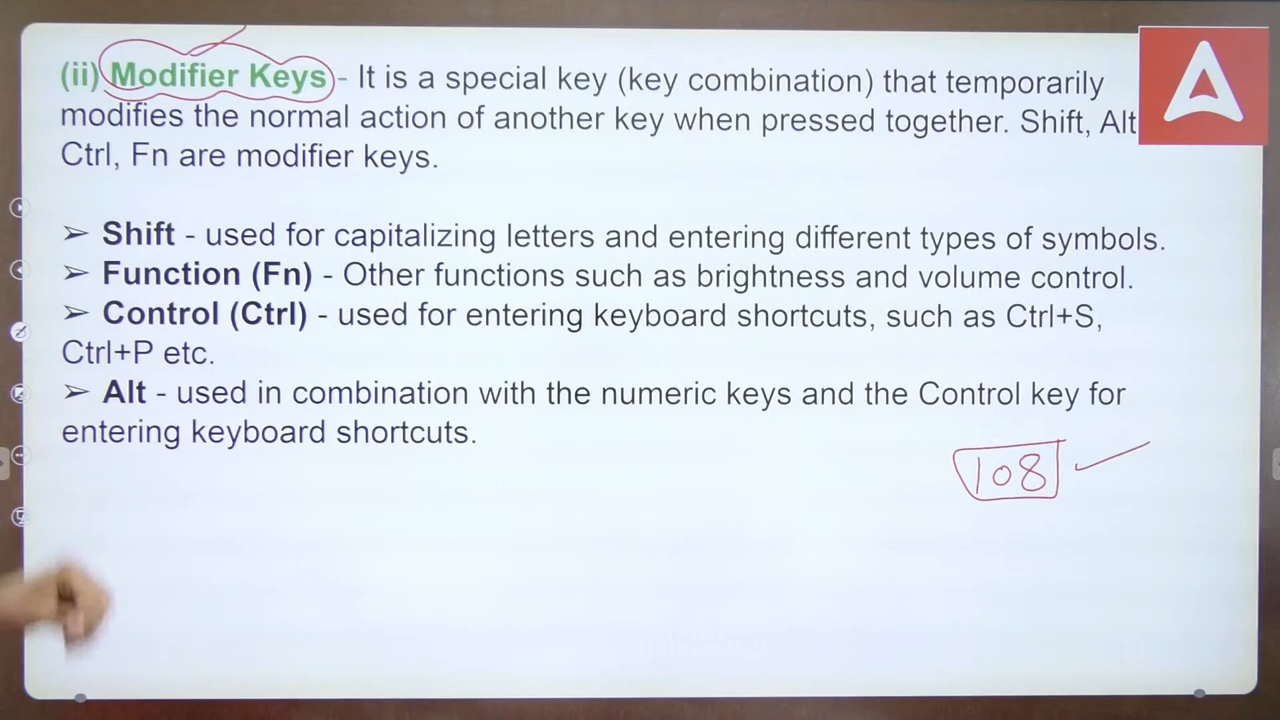 (ii) Modifier Keys - It is a special key (key combination) that temporarily
modifies the normal action of another key when pressed together. Shift, Alt
Ctrl, Fn are modifier keys.
➢ Shift - used for capitalizing letters and entering different types of symbols.
➢ Function (Fn) - Other functions such as brightness and volume control.
➢ Control (Ctrl) - used for entering keyboard shortcuts, such as Ctrl+S,
Ctrl+P etc.
➢ Alt - used in combination with the numeric keys and the Control key for
entering keyboard shortcuts.
108